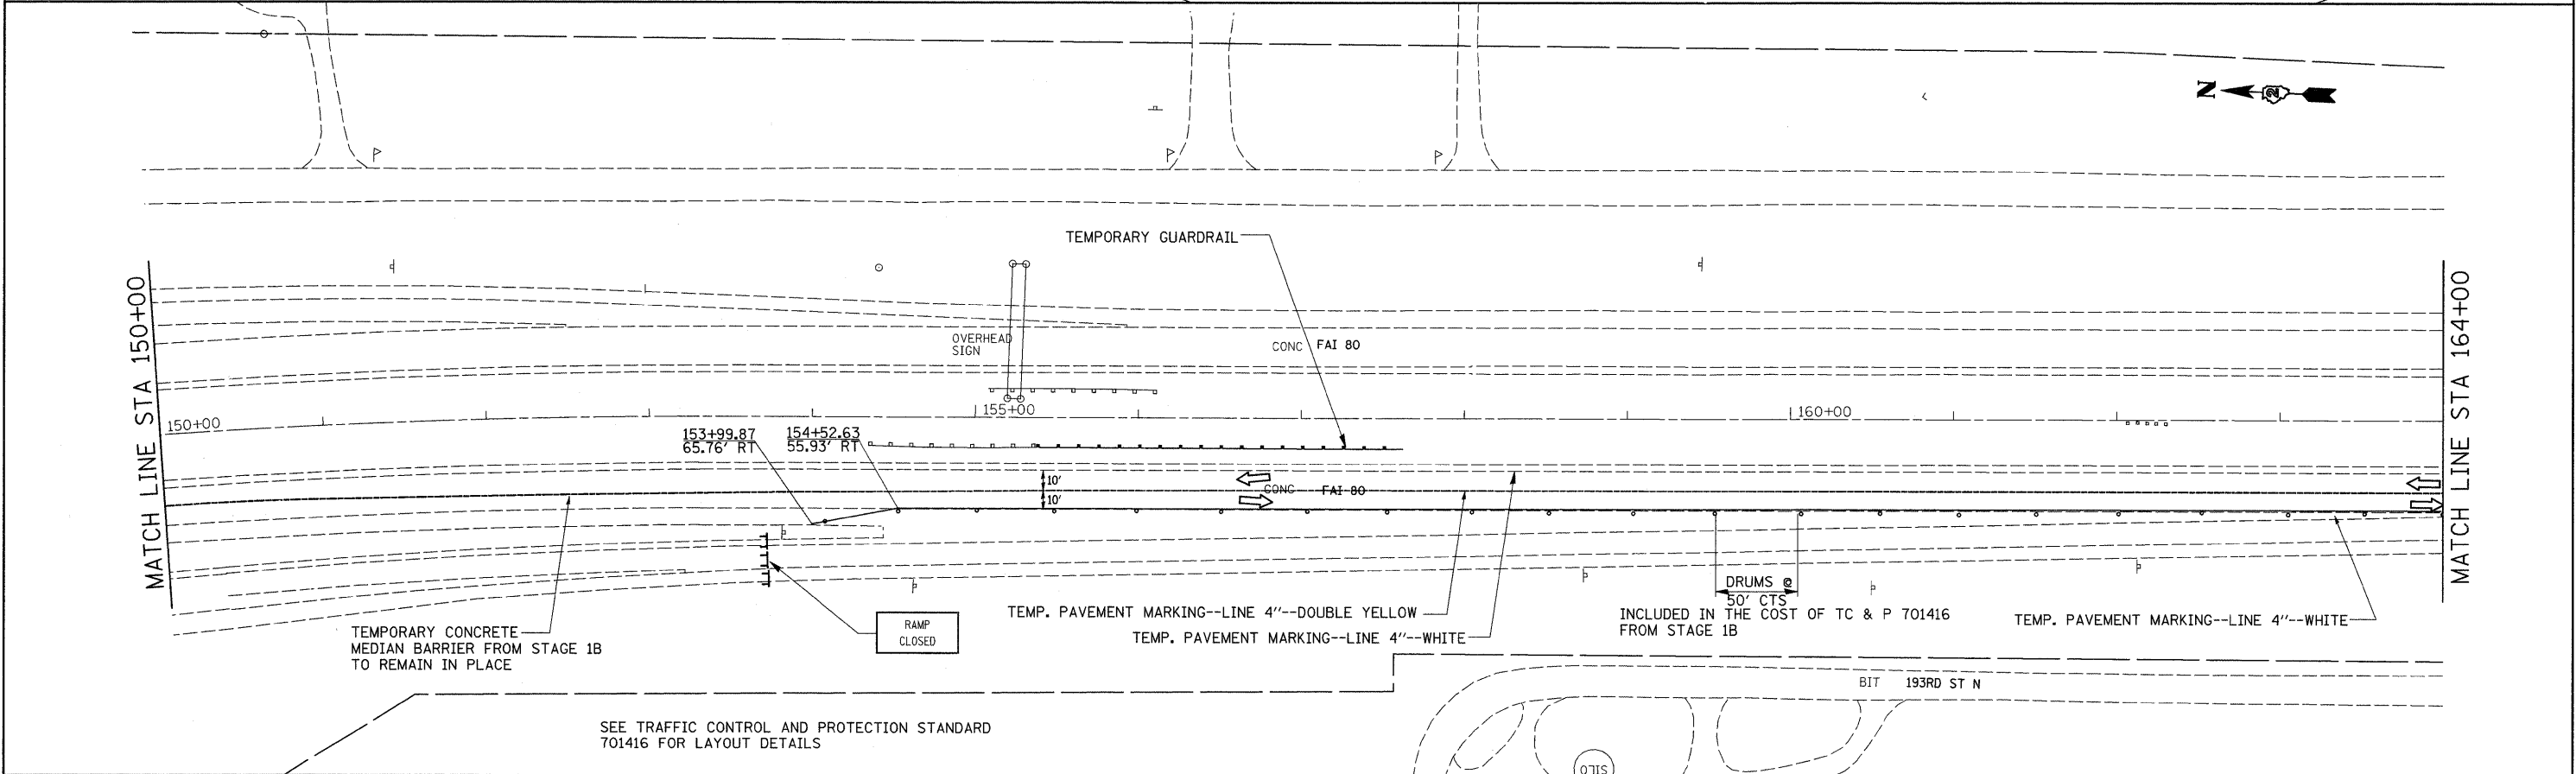 N
2
TEMPORARY GUARDRAIL
MATCH LINE STA 150+00
MATCH LINE STA 164+00
OVERHEAD
SIGN
CONC FAI 80
150+00
155+00
160+00
153+99.87
65.76' RT
154+52.63
55.93' RT
10'
10'
CONC FAI 80
DRUMS @
50' CTS
INCLUDED IN THE COST OF TC & P 701416
FROM STAGE 1B
TEMP. PAVEMENT MARKING--LINE 4"--DOUBLE YELLOW
TEMP. PAVEMENT MARKING--LINE 4"--WHITE
TEMP. PAVEMENT MARKING--LINE 4"--WHITE
RAMP
CLOSED
TEMPORARY CONCRETE
MEDIAN BARRIER FROM STAGE 1B
TO REMAIN IN PLACE
BIT 193RD ST N
SEE TRAFFIC CONTROL AND PROTECTION STANDARD
701416 FOR LAYOUT DETAILS
SILO